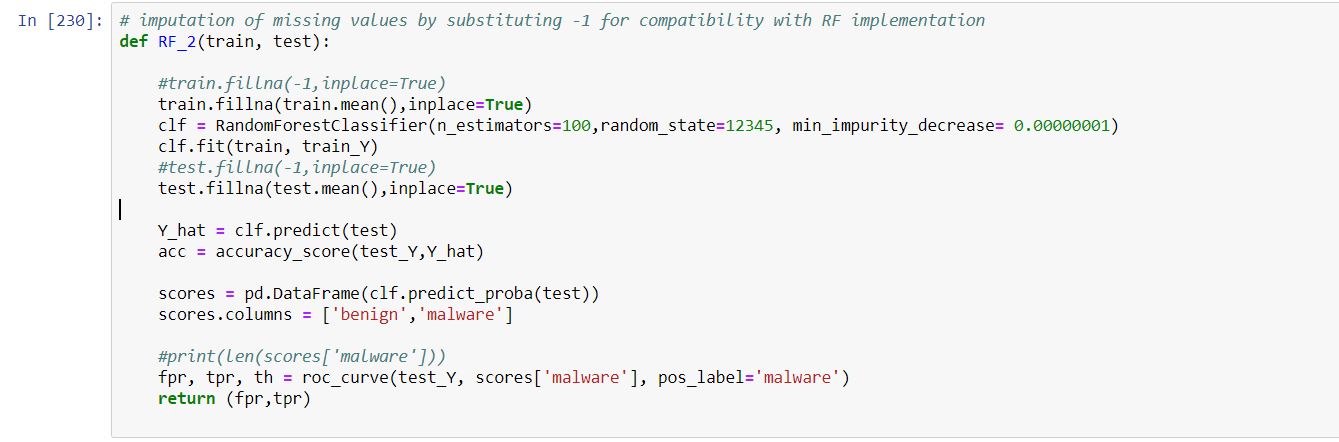 In [230]: # imputation of missing values by substituting -1 for compatibility with RF implementation
def RF_2(train, test):
#train.fillna(-1,inplace=True)
train.fillna(train.mean(),inplace=True)
clf = RandomForestClassifier(n_estimators=100,random_state=12345, min_impurity_decrease= 0.00000001)
clf.fit(train, train_Y)
#test.fillna(-1,inplace=True)
test.fillna(test.mean(),inplace=True)
Y_hat = clf.predict(test)
acc = accuracy_score(test_Y,Y_hat)
scores = pd.DataFrame(clf.predict_proba(test))
scores.columns = ['benign','malware']
#print(len(scores['malware']))
fpr, tpr, th = roc_curve(test_Y, scores['malware'], pos_label='malware')
return (fpr,tpr)